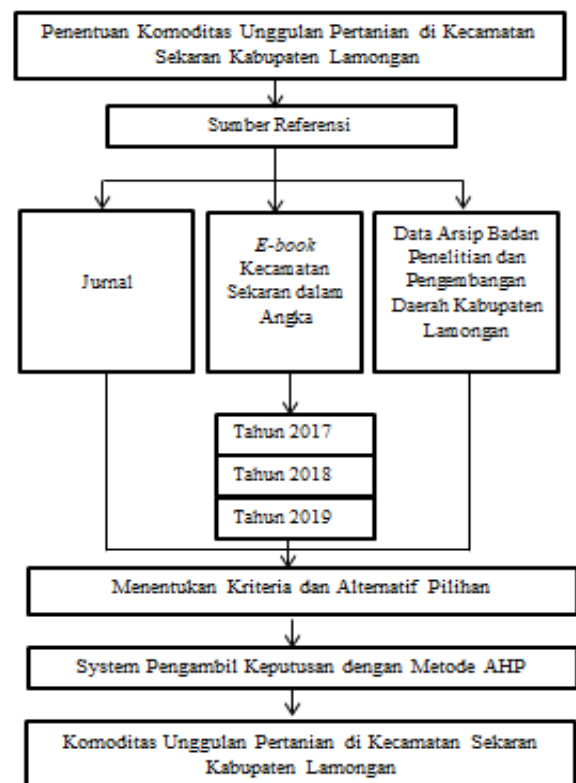 Penentuan Komoditas Unggulan Pertanian di Kecamatan
Sekaran Kabupaten Lamongan
Sumber Referensi
Jurnal
E-book
Kecamatan
Sekaran dalam
Angka
Data Arsip Badan
Penelitian dan
Pengembangan
Daerah Kabupaten
Lamongan
Tahun 2017
Tahun 2018
Tahun 2019
Menentukan Kriteria dan Alternatif Pilihan
System Pengambil Keputusan dengan Metode AHP
Komoditas Unggulan Pertanian di Kecamatan Sekaran
Kabupaten Lamongan